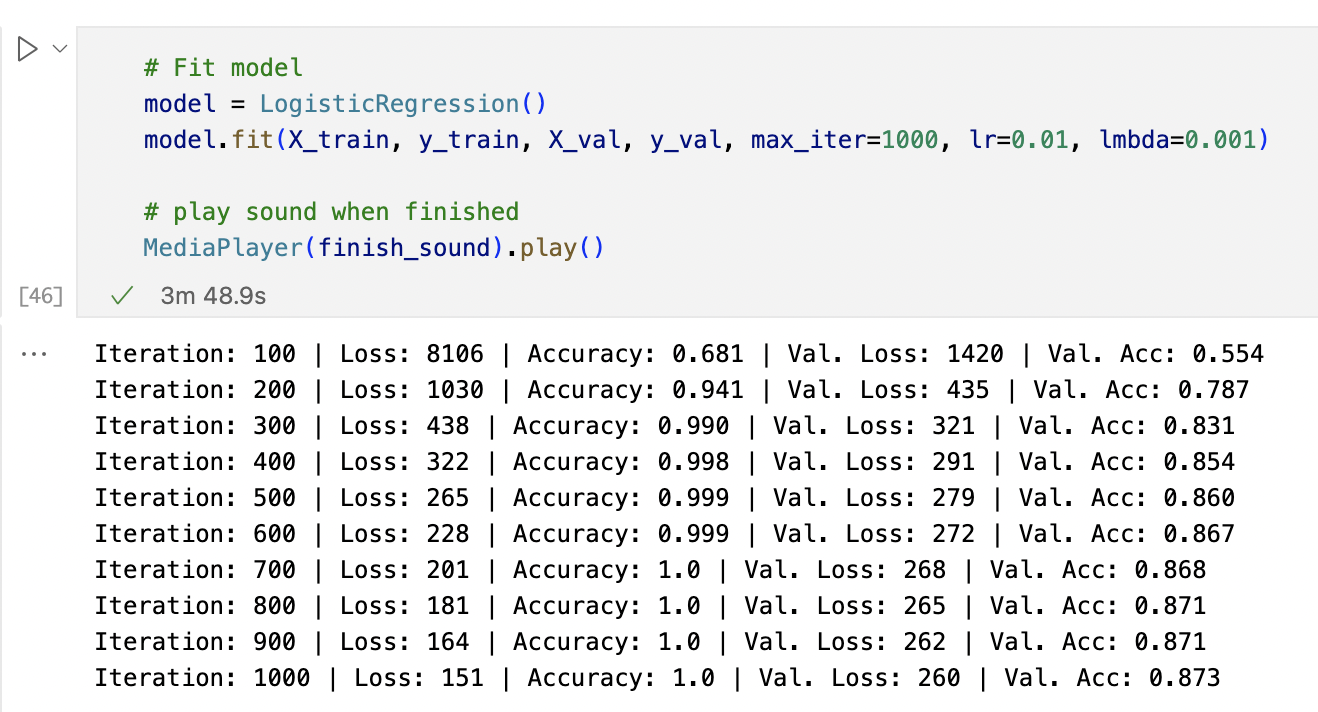 # Fit model
model = LogisticRegression()
model.fit(X_train, y_train, X_val, y_val, max_iter=1000, lr=0.01, lmbda=0.001)
# play sound when finished
MediaPlayer(finish_sound).play()
[46] ✓ 3m 48.9s
... Iteration: 100 | Loss: 8106 | Accuracy: 0.681 | Val. Loss: 1420 | Val. Acc: 0.554
Iteration: 200 | Loss: 1030 | Accuracy: 0.941 | Val. Loss: 435 | Val. Acc: 0.787
Iteration: 300 | Loss: 438 | Accuracy: 0.990 | Val. Loss: 321 | Val. Acc: 0.831
Iteration: 400 | Loss: 322 | Accuracy: 0.998 | Val. Loss: 291 | Val. Acc: 0.854
Iteration: 500 | Loss: 265 | Accuracy: 0.999 | Val. Loss: 279 | Val. Acc: 0.860
Iteration: 600 | Loss: 228 | Accuracy: 0.999 | Val. Loss: 272 | Val. Acc: 0.867
Iteration: 700 | Loss: 201 | Accuracy: 1.0 | Val. Loss: 268 | Val. Acc: 0.868
Iteration: 800 | Loss: 181 | Accuracy: 1.0 | Val. Loss: 265 | Val. Acc: 0.871
Iteration: 900 | Loss: 164 | Accuracy: 1.0 | Val. Loss: 262 | Val. Acc: 0.871
Iteration: 1000 | Loss: 151 | Accuracy: 1.0 | Val. Loss: 260 | Val. Acc: 0.873